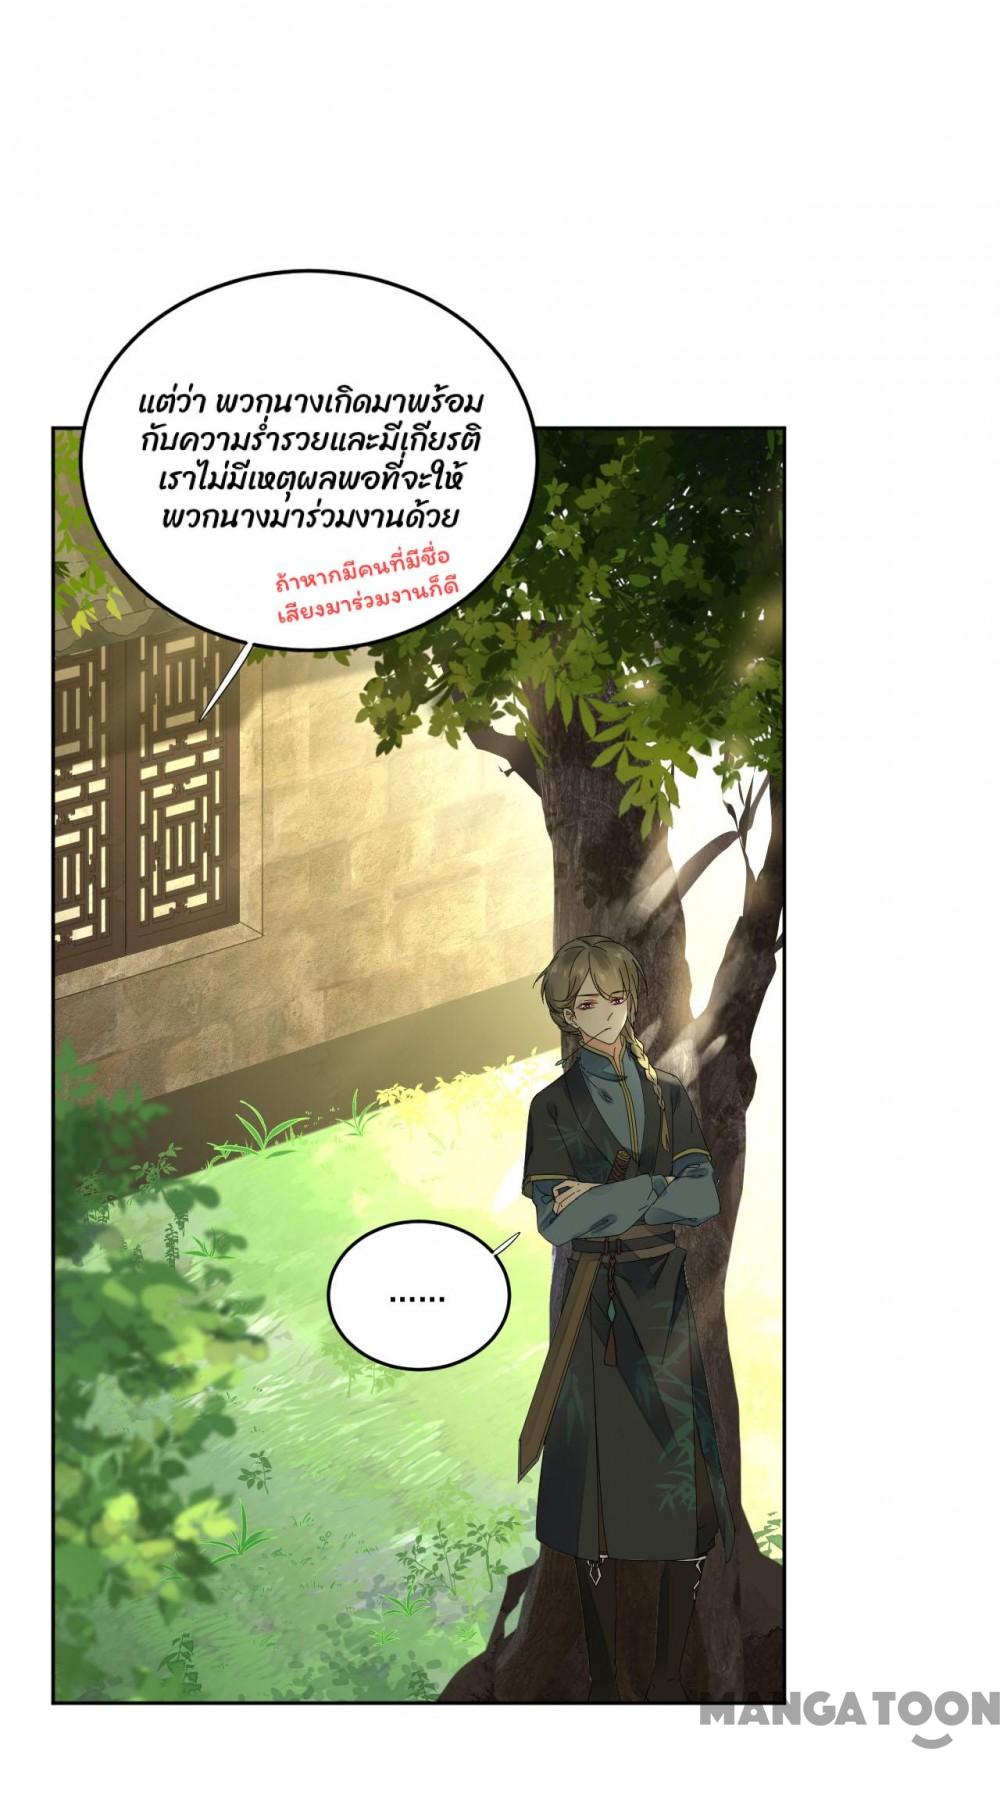 แต่ว่า พวกนางเกิดมาพร้อม
กับความร่ำรวยและมีเกียรติ
เราไม่มีเหตุผลพอที่จะให้
พวกนางมาร่วมงานด้วย
ถ้าหากมีคนที่มีชื่อ
เสียงมาร่วมงานก็ดี
......
MANGATOON